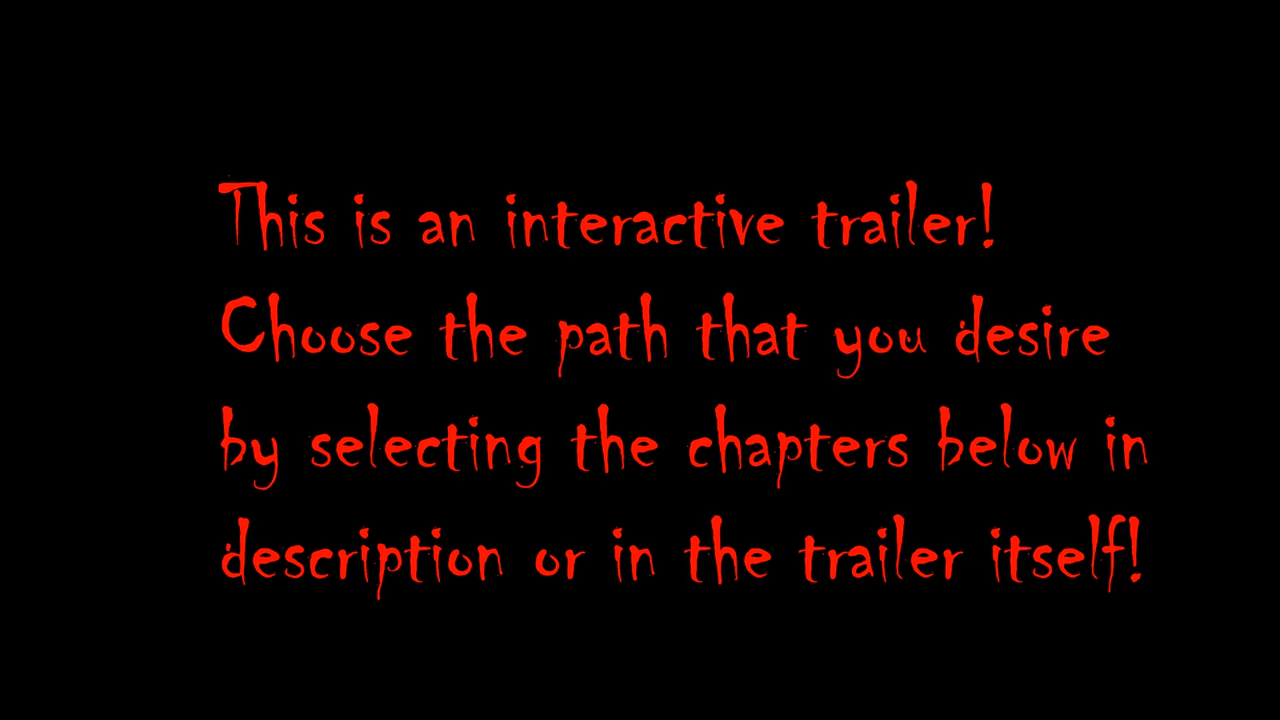 This is an interactive trailer!
Choose the path that you desire
by selecting the chapters below in
description or in the trailer itself!